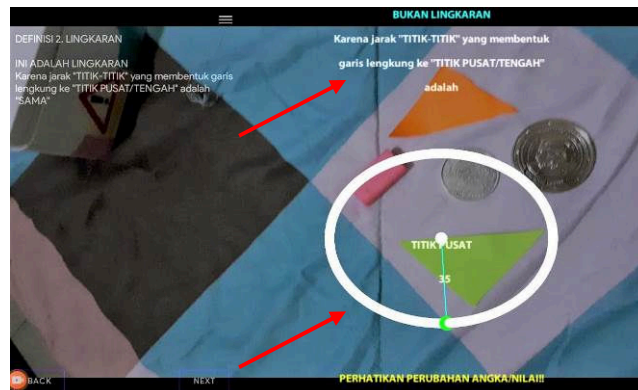 BUKAN LINGKARAN
DEFINISI 2. LINGKARAN
INI ADALAH LINGKARAN
Karena jarak "TITIK-TITIK" yang membentuk garis
lengkung ke "TITIK PUSAT/TENGAH" adalah
"SAMA"
Karena jarak "TITIK-TITIK" yang membentuk
garis lengkung ke "TITIK PUSAT/TENGAH"
adalah
TITIK PUSAT
35
BACK
NEXT
PERHATIKAN PERUBAHAN ANGKA/NILAI!!